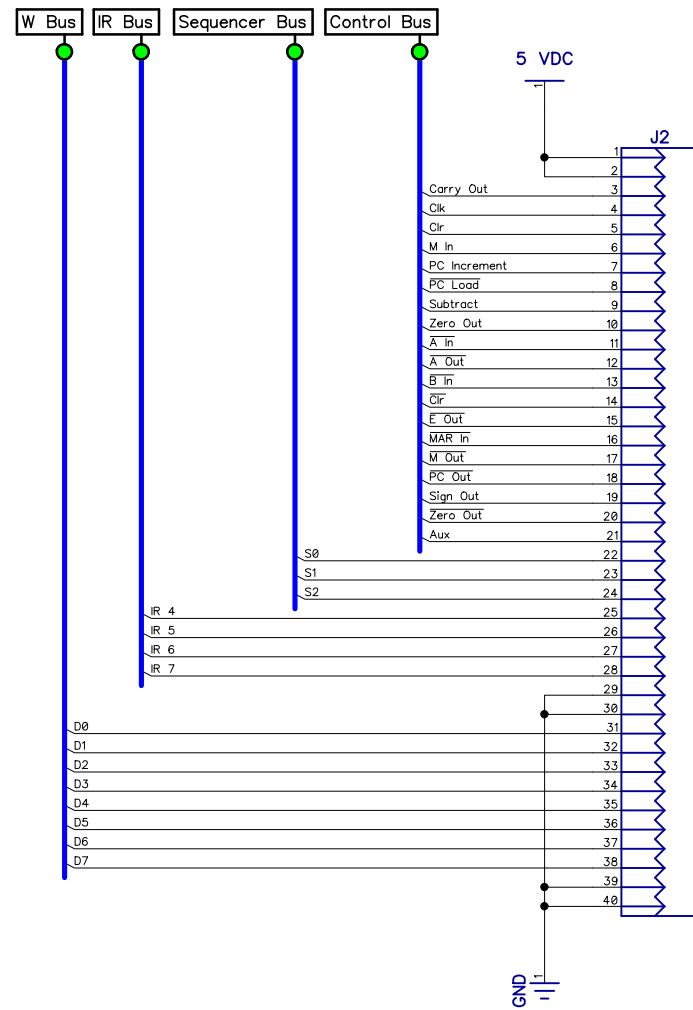 W Bus IR Bus Sequencer Bus Control Bus
5 VDC
1
J2
1
2
Carry Out 3
Clk 4
Clr 5
M In 6
PC Increment 7
PC Load 8
Subtract 9
Zero Out 10
A In 11
A Out 12
B In 13
Clr 14
E Out 15
MAR In 16
M Out 17
PC Out 18
Sign Out 19
Zero Out 20
Aux 21
S0 22
S1 23
S2 24
IR 4 25
IR 5 26
IR 6 27
IR 7 28
29
30
D0 31
D1 32
D2 33
D3 34
D4 35
D5 36
D6 37
D7 38
39
40
GND 1